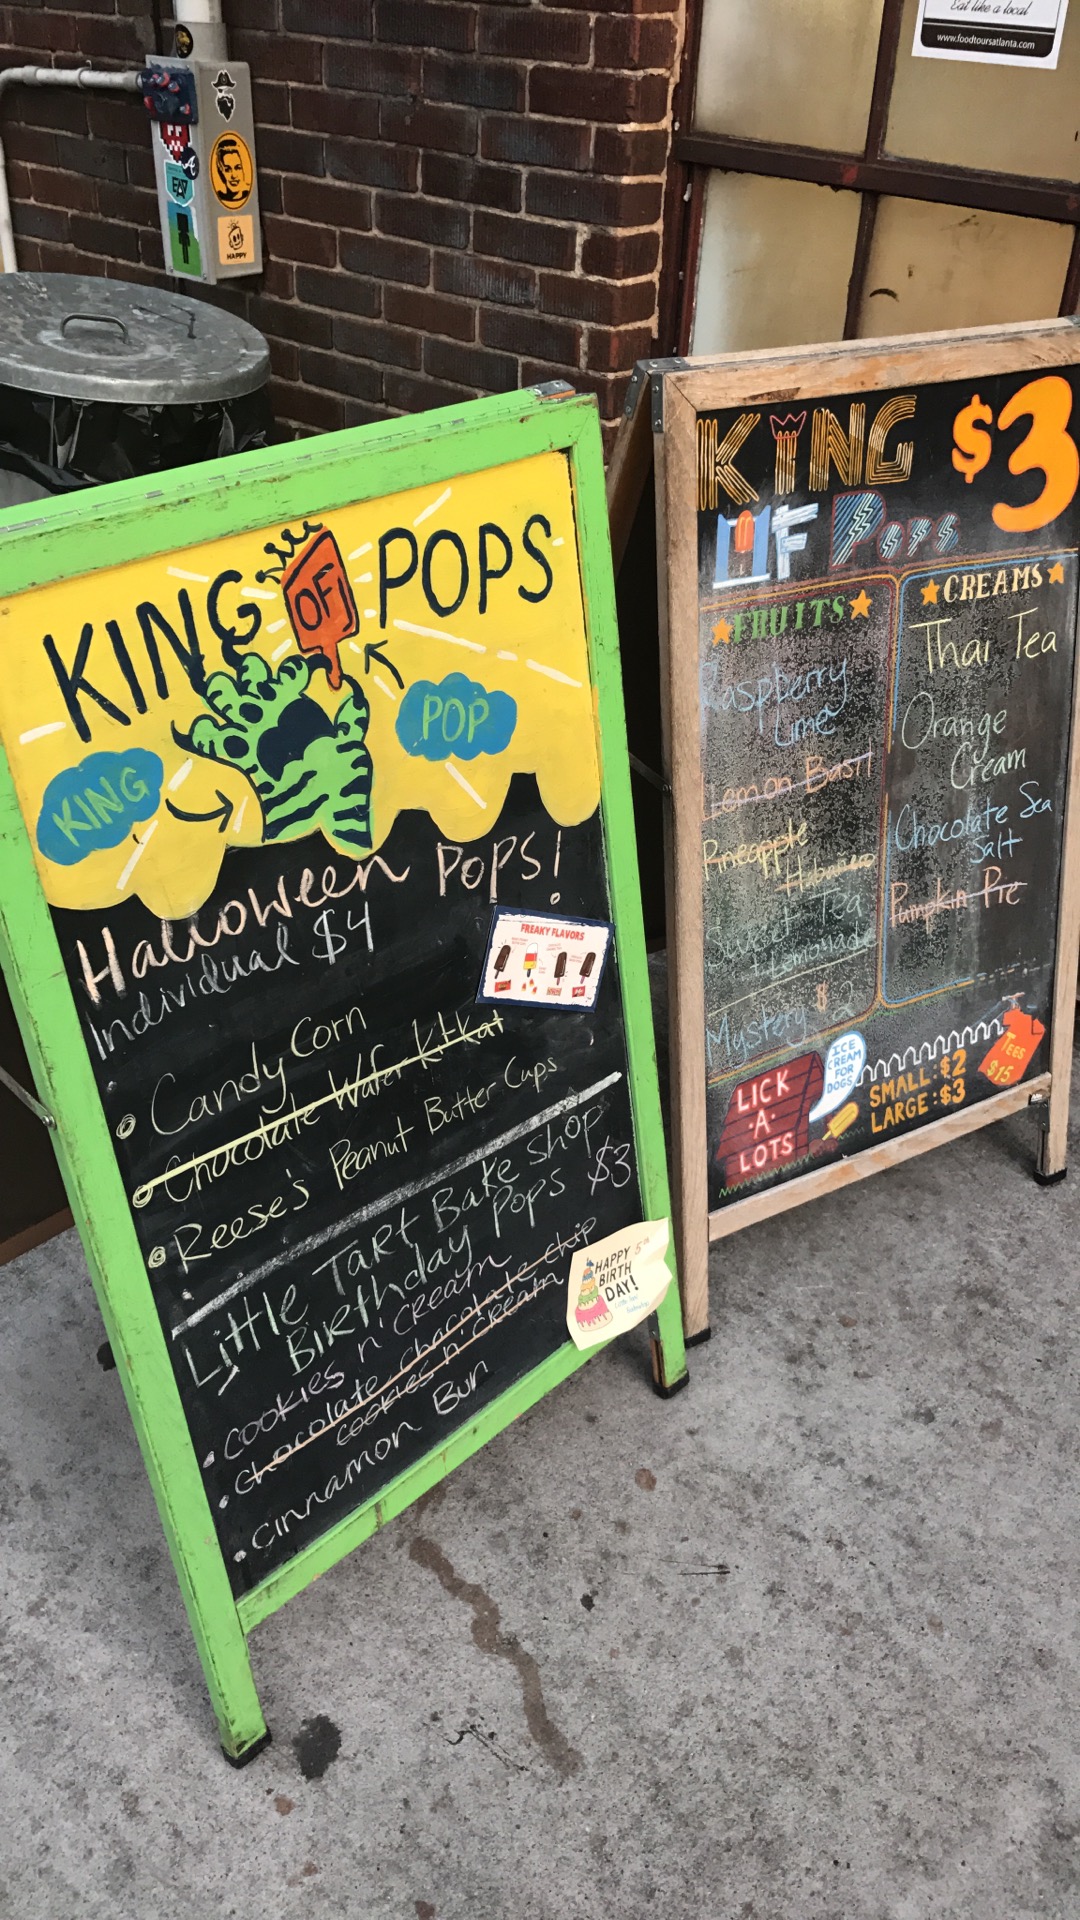 Eat like a local
www.foodtoursatlanta.com
HAPPY
KING OF POPS
KING
POP
Halloween Pops!
Individual $4
FREAKY FLAVORS
Candy Corn
Chocolate Wafer KitKat
Reese's Peanut Butter Cups
Little Tart Bake Shop
Birthday Pops $3
cookies n' cream
chocolate chocolate chip
cookies n' cream
cinnamon Bun
HAPPY 5th
BIRTH
DAY!
KING $3
OF POPS
FRUITS
Raspberry
Lime
Lemon Basil
Pineapple
Habanero
Tea
+ Lemonade
Mystery $2
CREAMS
Thai Tea
Orange
Cream
Chocolate Sea
Salt
Pumpkin Pie
LICK
·A·
LOTS
ICE
CREAM
FOR
DOGS
SMALL: $2
LARGE: $3
TEES
$15